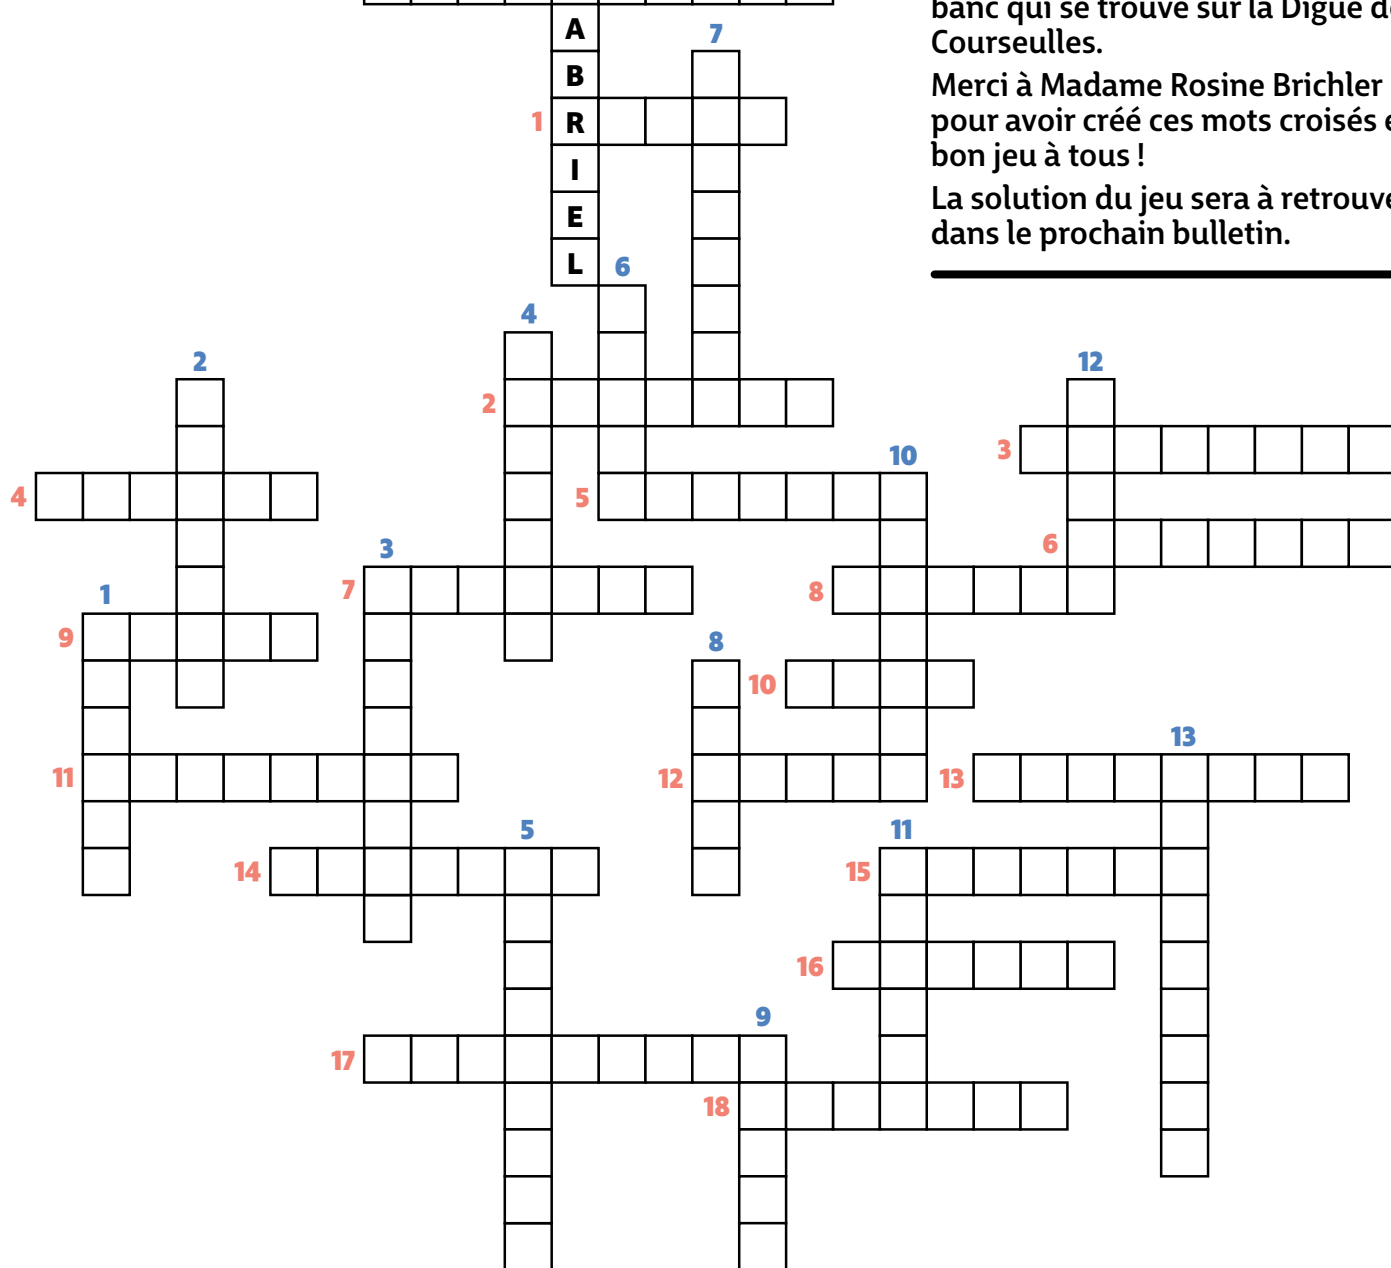 banc qui se trouve sur la Digue de
Courseulles.
Merci à Madame Rosine Brichler
pour avoir créé ces mots croisés e
bon jeu à tous !
La solution du jeu sera à retrouve
dans le prochain bulletin.
A
7
B
1 R
I
E
L 6
4
2 12
2
10 3
4 5
3 6
1 7 8
9 8
10
13
11 12 13
5 11
14 15
16
9
17
18